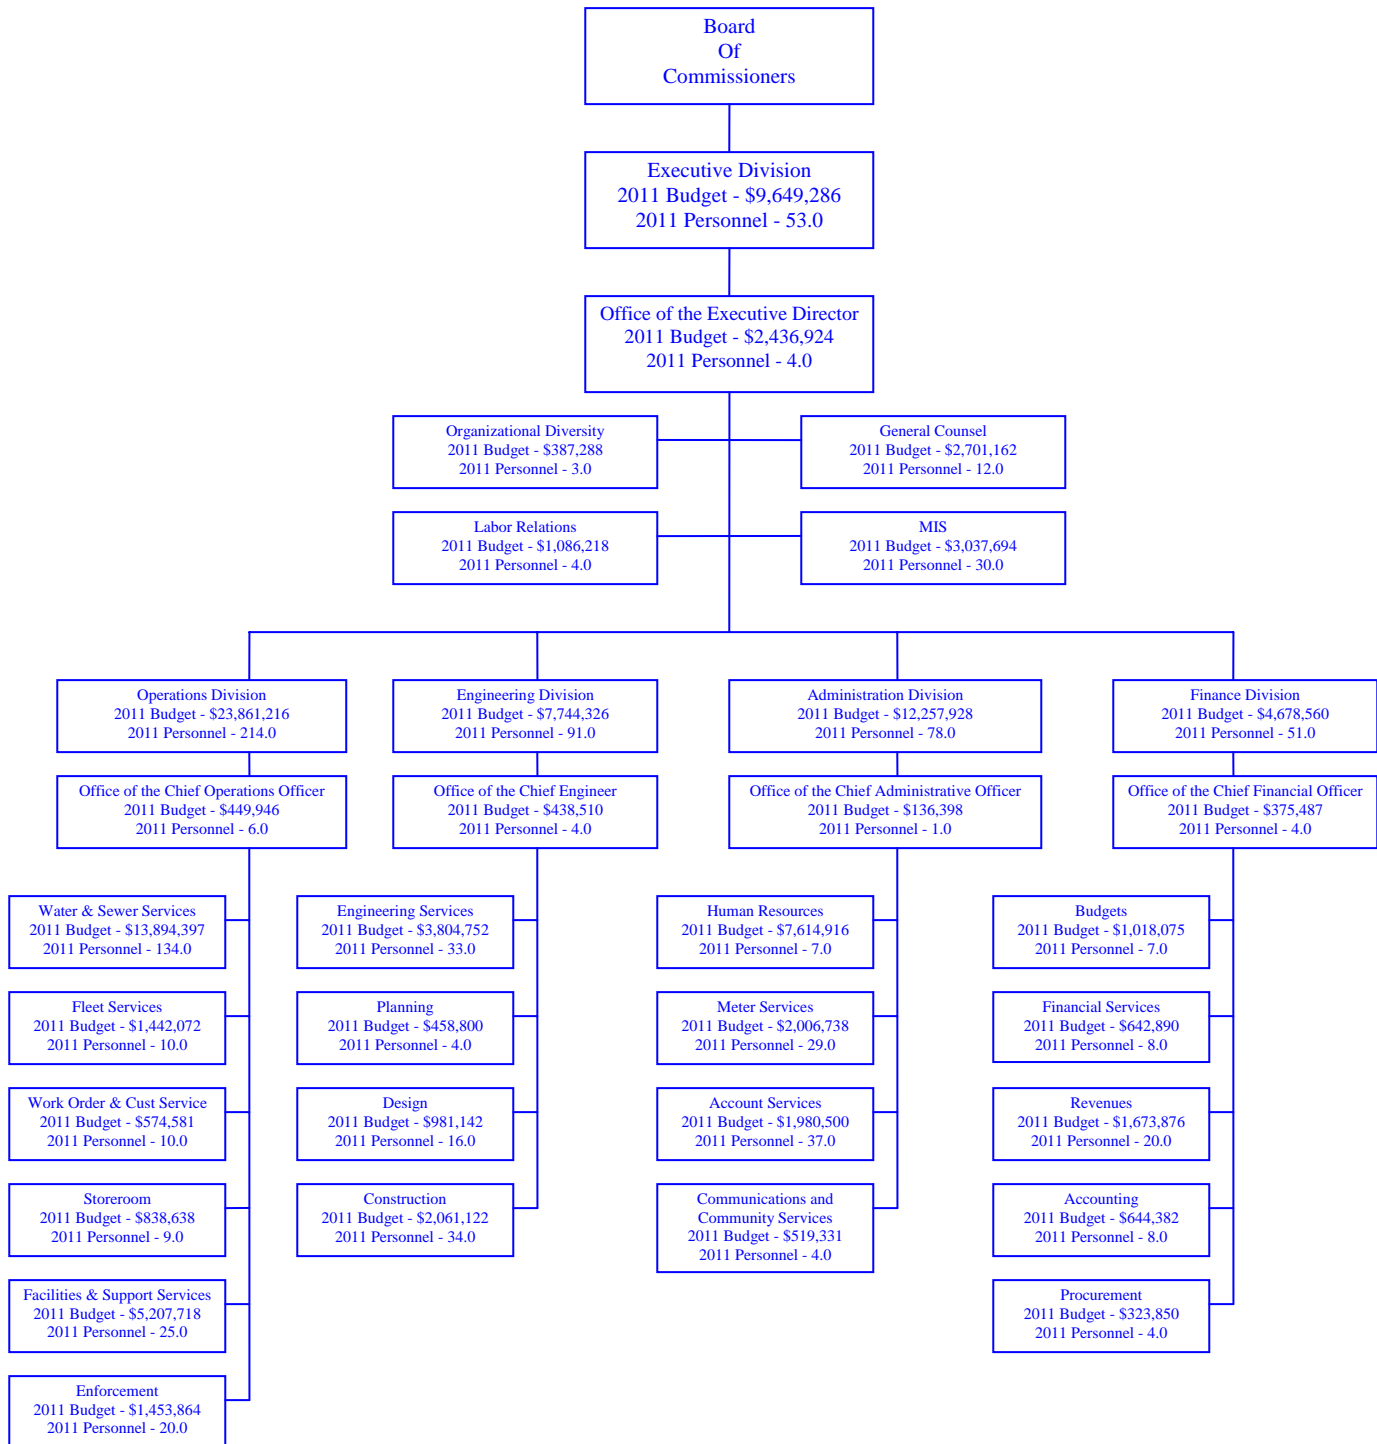 Board
Of
Commissioners
Executive Division
2011 Budget - $9,649,286
2011 Personnel - 53.0
Office of the Executive Director
2011 Budget - $2,436,924
2011 Personnel - 4.0
Organizational Diversity
2011 Budget - $387,288
2011 Personnel - 3.0
General Counsel
2011 Budget - $2,701,162
2011 Personnel - 12.0
Labor Relations
2011 Budget - $1,086,218
2011 Personnel - 4.0
MIS
2011 Budget - $3,037,694
2011 Personnel - 30.0
Operations Division
2011 Budget - $23,861,216
2011 Personnel - 214.0
Engineering Division
2011 Budget - $7,744,326
2011 Personnel - 91.0
Administration Division
2011 Budget - $12,257,928
2011 Personnel - 78.0
Finance Division
2011 Budget - $4,678,560
2011 Personnel - 51.0
Office of the Chief Operations Officer
2011 Budget - $449,946
2011 Personnel - 6.0
Office of the Chief Engineer
2011 Budget - $438,510
2011 Personnel - 4.0
Office of the Chief Administrative Officer
2011 Budget - $136,398
2011 Personnel - 1.0
Office of the Chief Financial Officer
2011 Budget - $375,487
2011 Personnel - 4.0
Water & Sewer Services
2011 Budget - $13,894,397
2011 Personnel - 134.0
Engineering Services
2011 Budget - $3,804,752
2011 Personnel - 33.0
Human Resources
2011 Budget - $7,614,916
2011 Personnel - 7.0
Budgets
2011 Budget - $1,018,075
2011 Personnel - 7.0
Fleet Services
2011 Budget - $1,442,072
2011 Personnel - 10.0
Planning
2011 Budget - $458,800
2011 Personnel - 4.0
Meter Services
2011 Budget - $2,006,738
2011 Personnel - 29.0
Financial Services
2011 Budget - $642,890
2011 Personnel - 8.0
Work Order & Cust Service
2011 Budget - $574,581
2011 Personnel - 10.0
Design
2011 Budget - $981,142
2011 Personnel - 16.0
Account Services
2011 Budget - $1,980,500
2011 Personnel - 37.0
Revenues
2011 Budget - $1,673,876
2011 Personnel - 20.0
Storeroom
2011 Budget - $838,638
2011 Personnel - 9.0
Construction
2011 Budget - $2,061,122
2011 Personnel - 34.0
Communications and
Community Services
2011 Budget - $519,331
2011 Personnel - 4.0
Accounting
2011 Budget - $644,382
2011 Personnel - 8.0
Facilities & Support Services
2011 Budget - $5,207,718
2011 Personnel - 25.0
Procurement
2011 Budget - $323,850
2011 Personnel - 4.0
Enforcement
2011 Budget - $1,453,864
2011 Personnel - 20.0